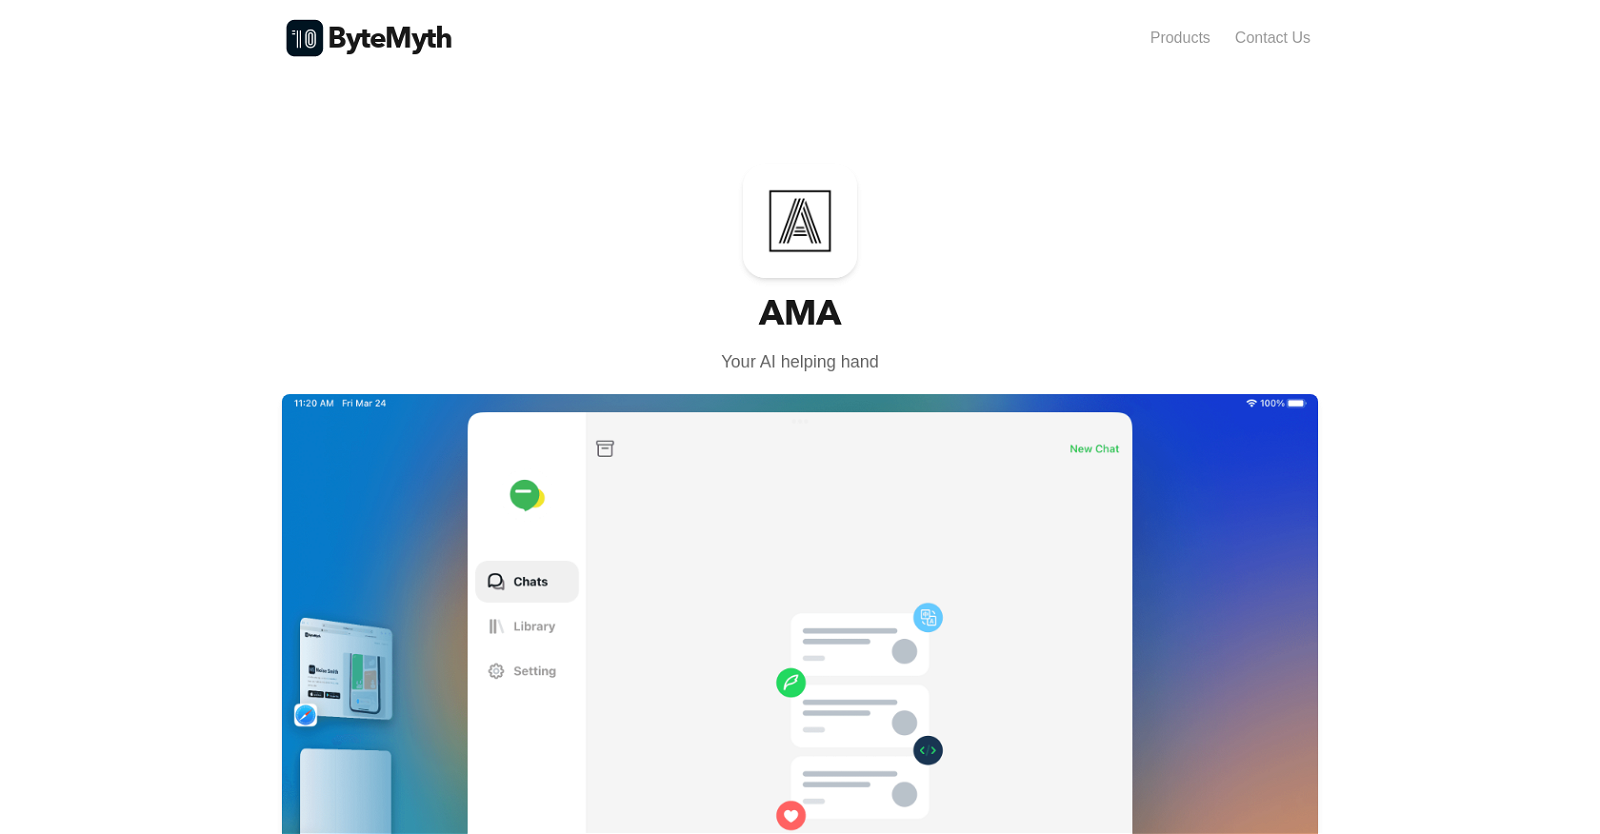 ByteMyth
Products
Contact Us
AMA
Your AI helping hand
11:20 AM Fri Mar 24
100%
New Chat
Chats
Library
Setting